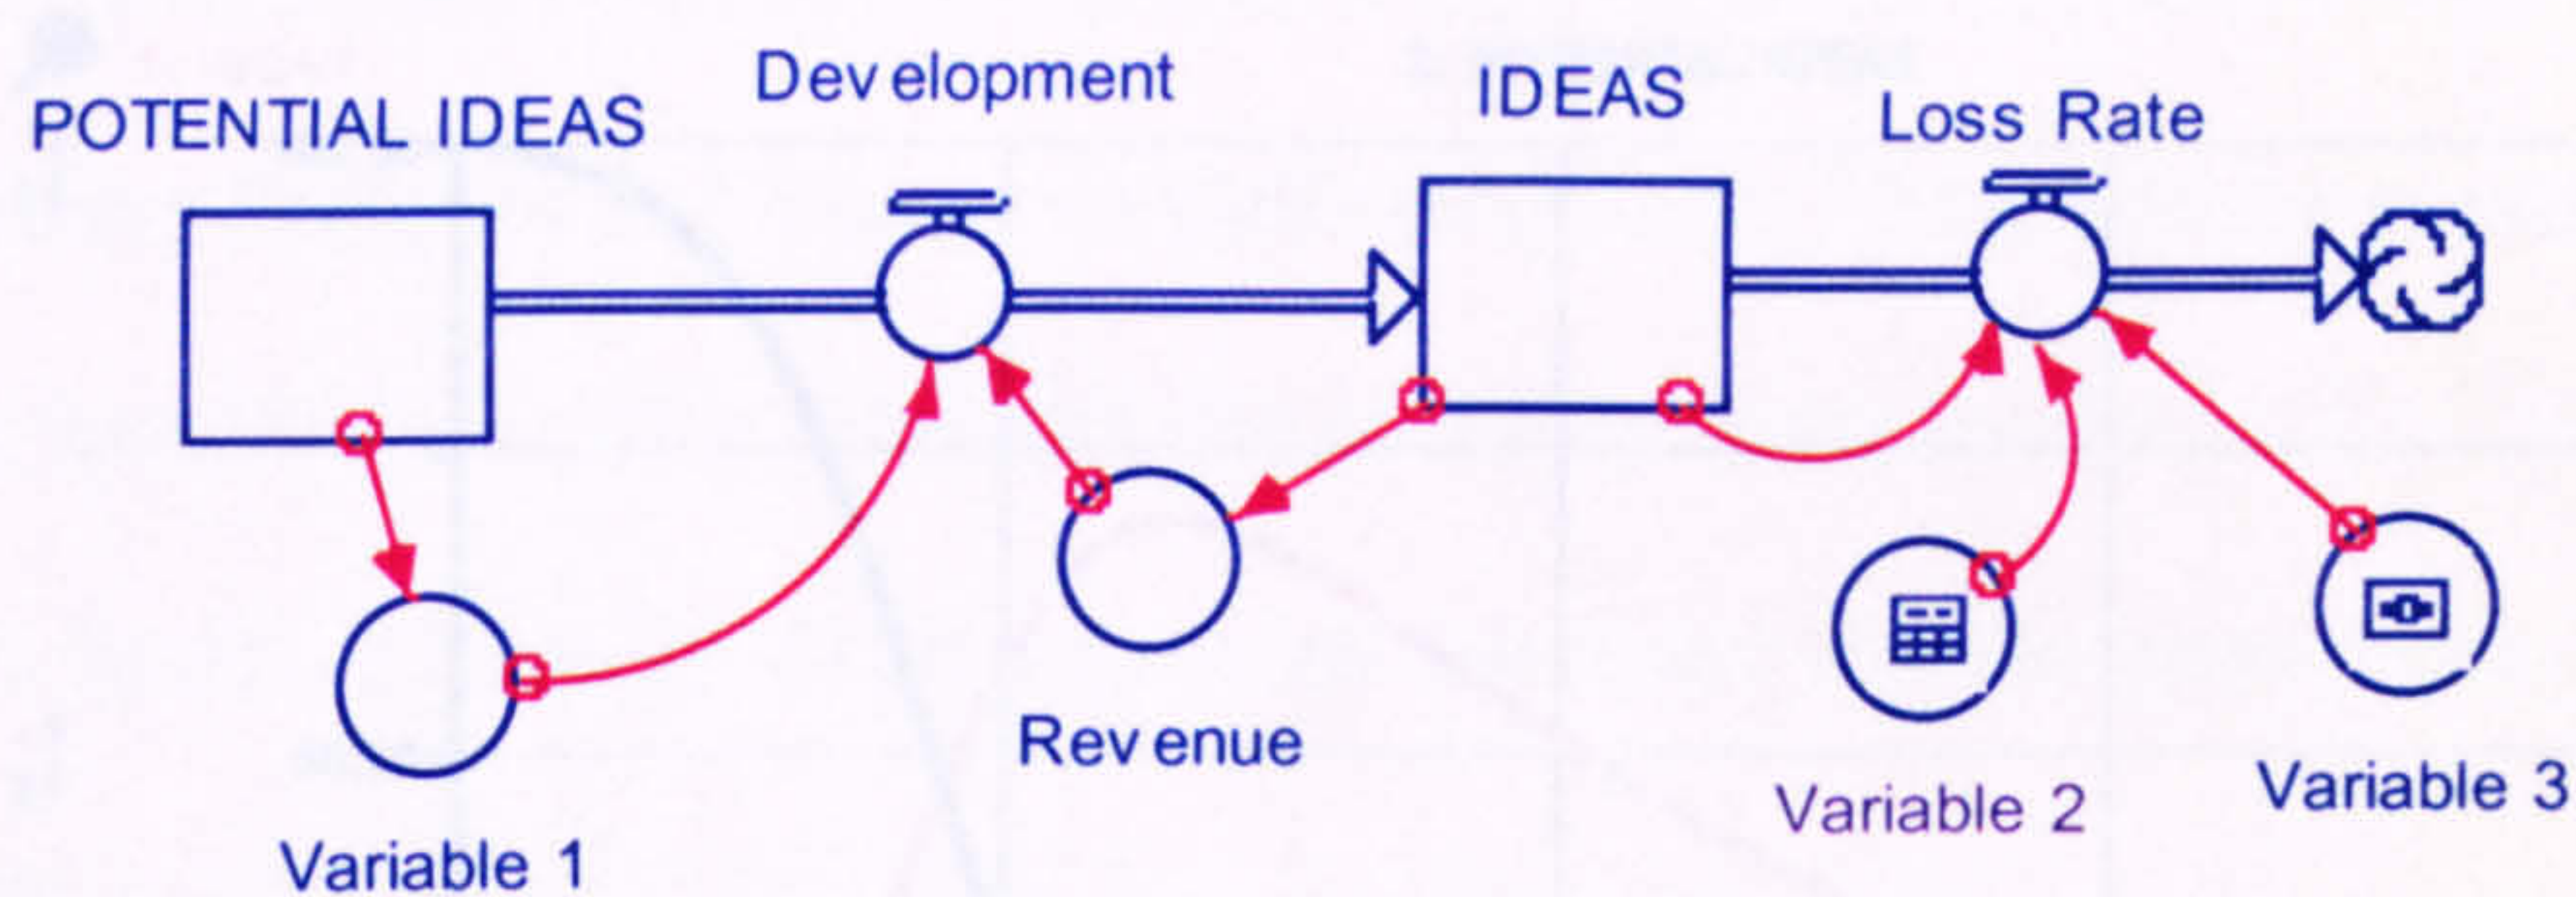 POTENTIAL IDEAS
Development
IDEAS
Loss Rate
Revenue
Variable 1
Variable 2
Variable 3